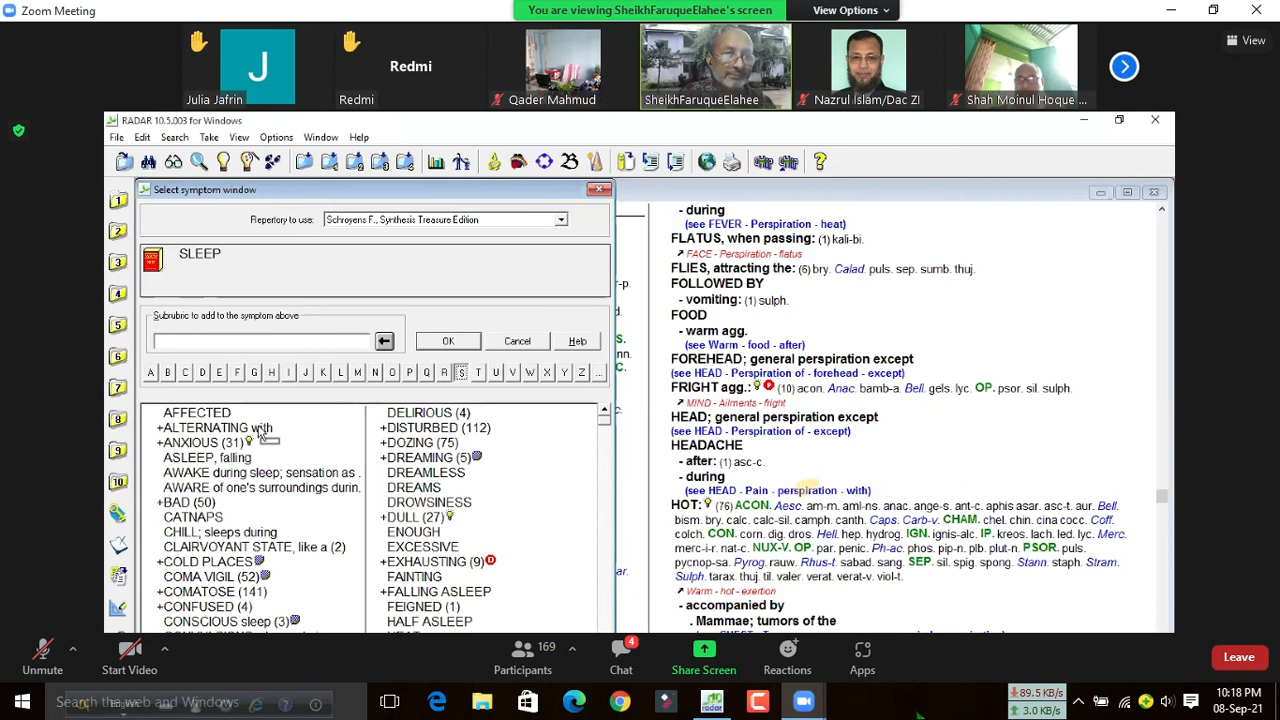 Zoom Meeting
You are viewing SheikhFaruqueElahee's screen
View Options
View
J
Redmi
Julia Jafrin
Redmi
Qader Mahmud
SheikhFaruqueElahee
Nazrul Islam/Dac ZI
Shah Moinul Hoque ...
RADAR 10.5.003 for Windows
File Edit Search Take View Options Window Help
Select symptom window
Repertory to use:
Schroyens F., Synthesis Treasure Edition
SLEEP
Subrubric to add to the symptom above
OK
Cancel
Help
A B C D E F G H I J K L M N O P Q R S T U V W X Y Z ...
AFFECTED
+ALTERNATING with
+ANXIOUS (31)
ASLEEP, falling
AWAKE during sleep; sensation as .
AWARE of one's surroundings durin.
+BAD (50)
CATNAPS
CHILL; sleeps during
CLAIRVOYANT STATE, like a (2)
+COLD PLACES
COMA VIGIL (52)
+COMATOSE (141)
+CONFUSED (4)
CONSCIOUS sleep (3)
DELIRIOUS (4)
+DISTURBED (112)
+DOZING (75)
+DREAMING (5)
DREAMLESS
DREAMS
DROWSINESS
+DULL (27)
ENOUGH
EXCESSIVE
+EXHAUSTING (9)
FAINTING
+FALLING ASLEEP
FEIGNED (1)
HALF ASLEEP
- during
(see FEVER - Perspiration - heat)
FLATUS, when passing: (1) kali-bi.
FACE - Perspiration - flatus
FLIES, attracting the: (6) bry. Calad. puls. sep. sumb. thuj.
FOLLOWED BY
- vomiting: (1) sulph.
FOOD
- warm agg.
(see Warm - food - after)
FOREHEAD; general perspiration except
(see HEAD - Perspiration of - forehead - except)
FRIGHT agg.: (10) acon. Anac. bamb-a. Bell. gels. lyc. OP. psor. sil. sulph.
MIND - Ailments - fright
HEAD; general perspiration except
(see HEAD - Perspiration of - except)
HEADACHE
- after: (1) asc-c.
- during
(see HEAD - Pain - perspiration - with)
HOT: (76) ACON. Aesc. am-m. aml-ns. anac. ange-s. ant-c. aphis asar. asc-t. aur. Bell.
bism. bry. calc. calc-sil. camph. canth. Caps. Carb-v. CHAM. chel. chin. cina cocc. Coff.
colch. CON. corn. dig. dros. Hell. hep. hydrog. IGN. ignis-alc. IP. kreos. lach. led. lyc. Merc.
merc-i-r. nat-c. NUX-V. OP. par. penic. Ph-ac. phos. pip-n. plb. plut-n. PSOR. puls.
pycnop-sa. Pyrog. rauw. Rhus-t. sabad. sang. SEP. sil. spig. spong. Stann. staph. Stram.
Sulph. tarax. thuj. til. valer. verat. verat-v. viol-t.
Warm - hot - exertion
- accompanied by
. Mammae; tumors of the
Unmute
Start Video
169
Participants
4
Chat
Share Screen
Reactions
Apps
Leave
Search the web and Windows
radar
89.5 KB/s
3.0 KB/s
10:18 PM
08-Sep-21